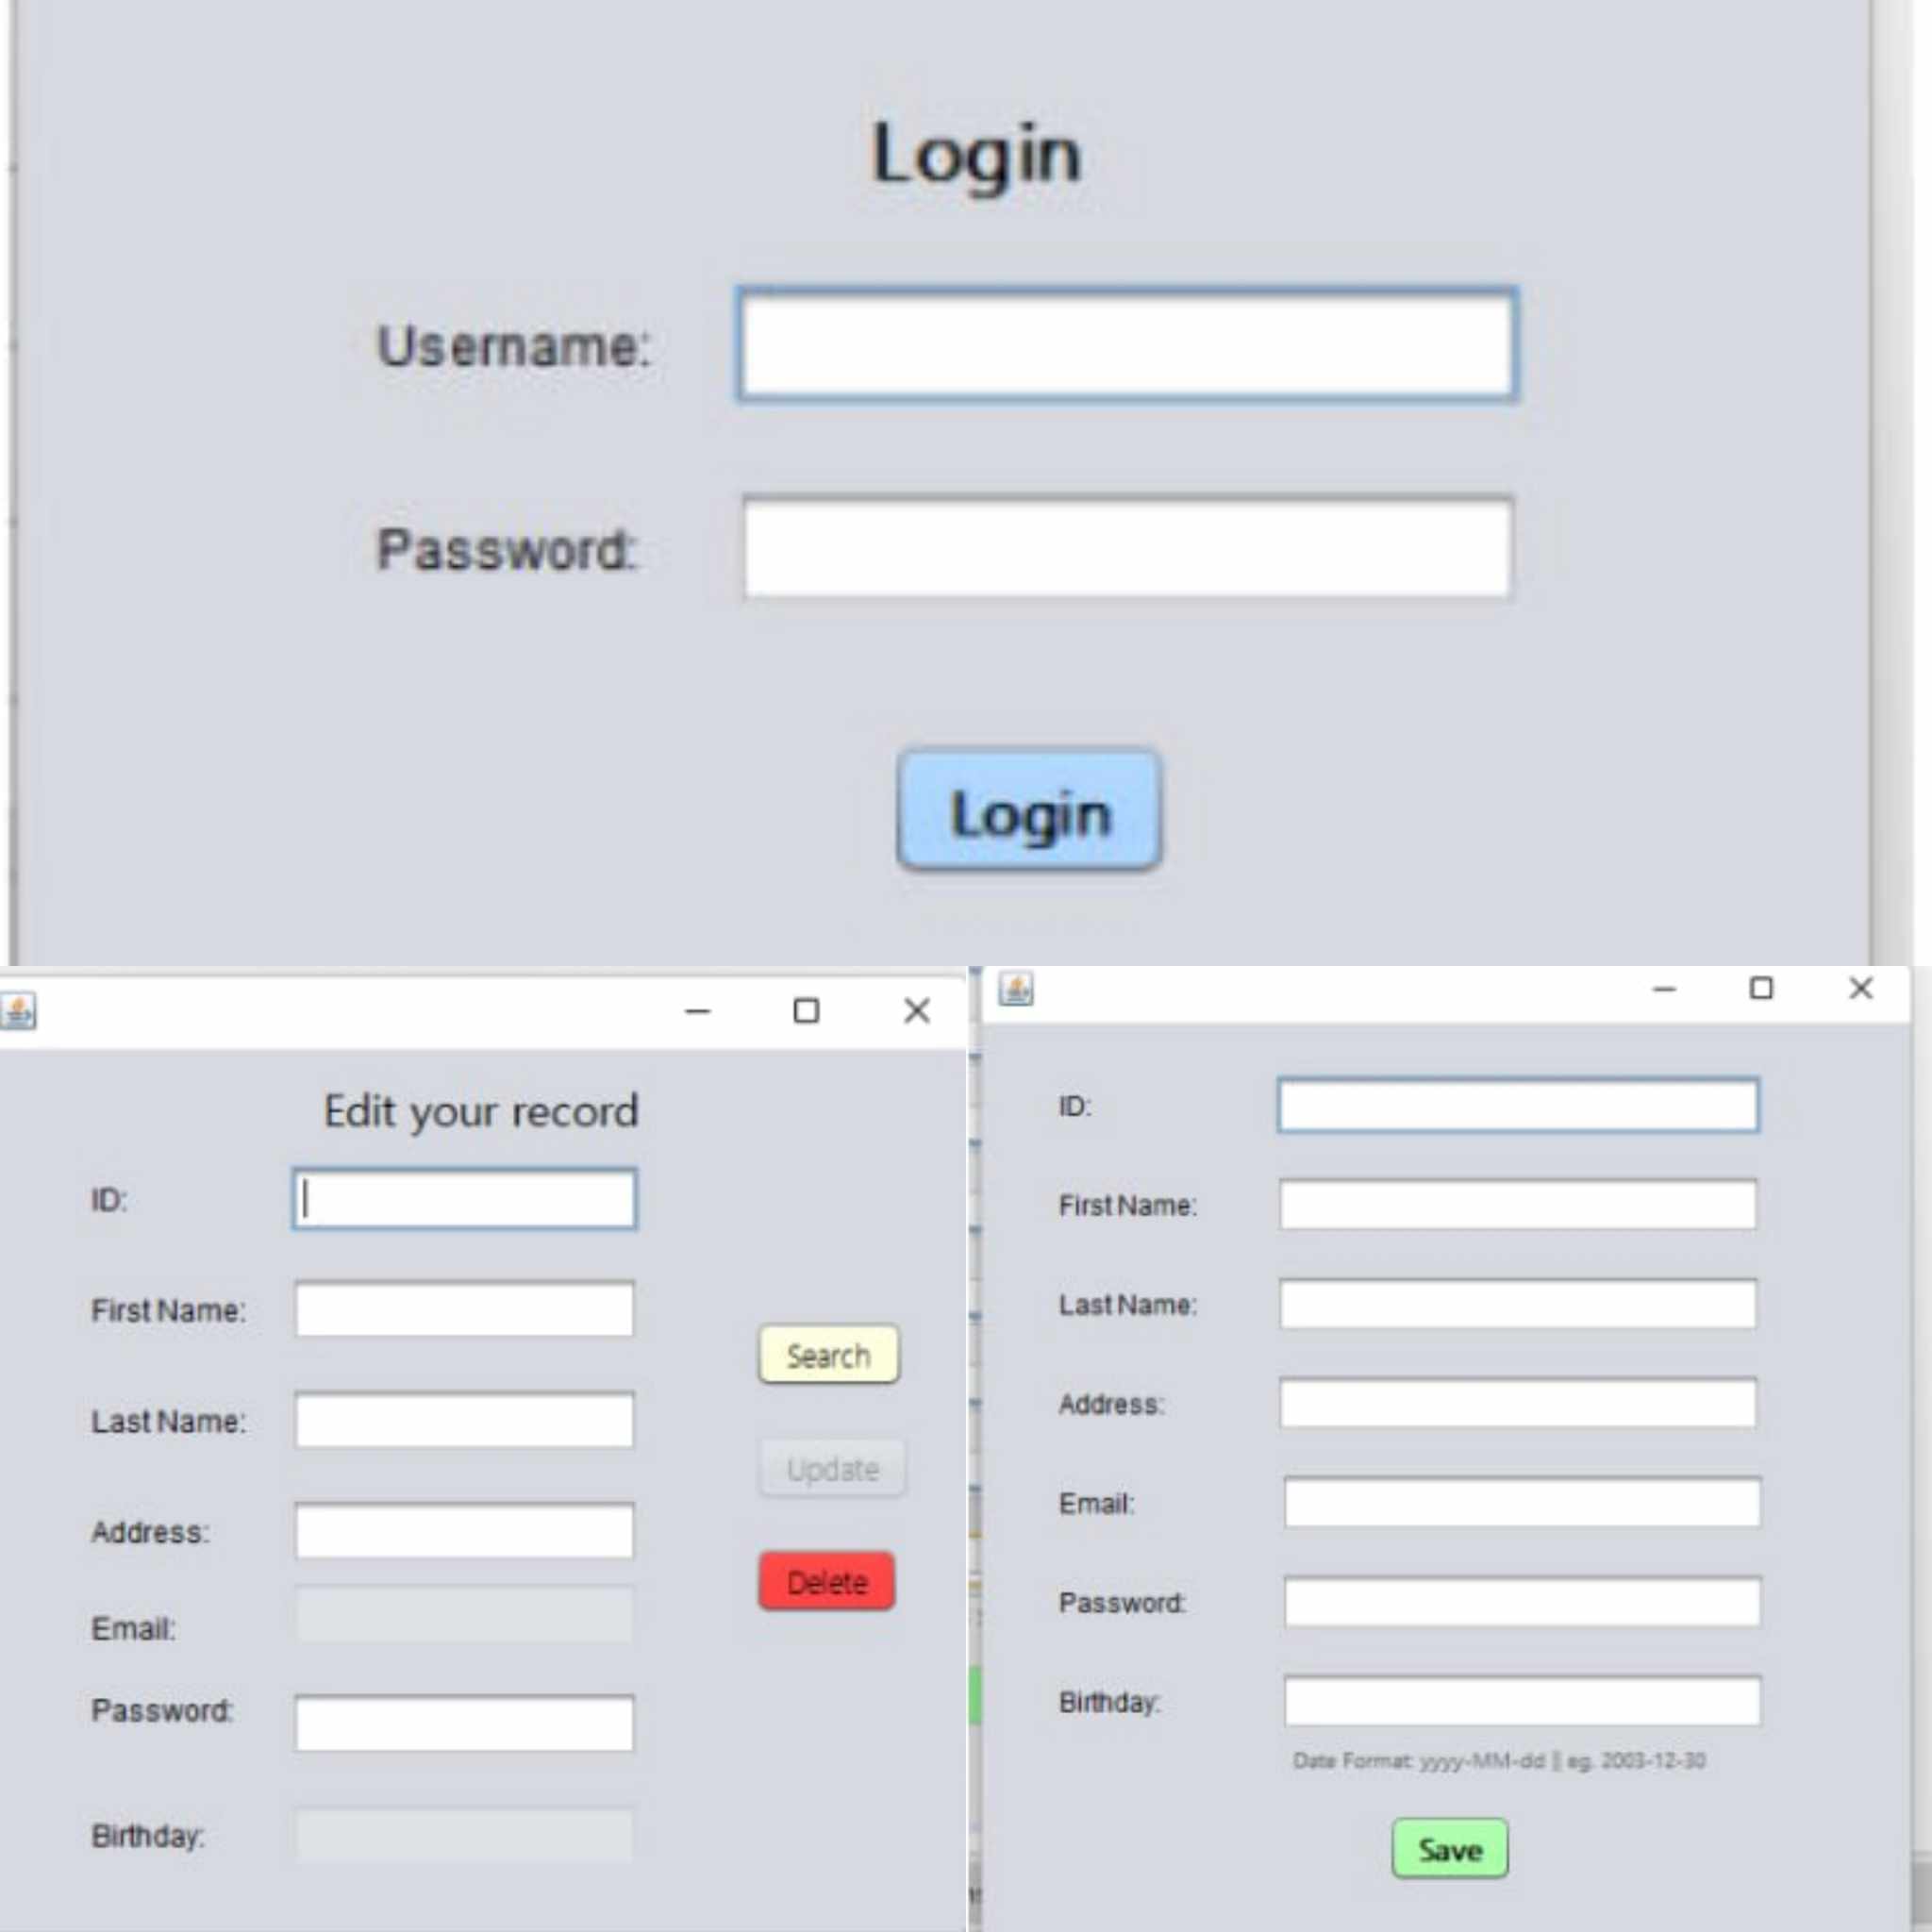 Login
Username:
Password:
Login
Edit your record
ID:
First Name:
Search
Last Name:
Update
Address:
Delete
Email:
Password:
Birthday:
ID:
First Name:
Last Name:
Address:
Email:
Password:
Birthday:
Date Format: yyyy-MM-dd || eg. 2003-12-30
Save